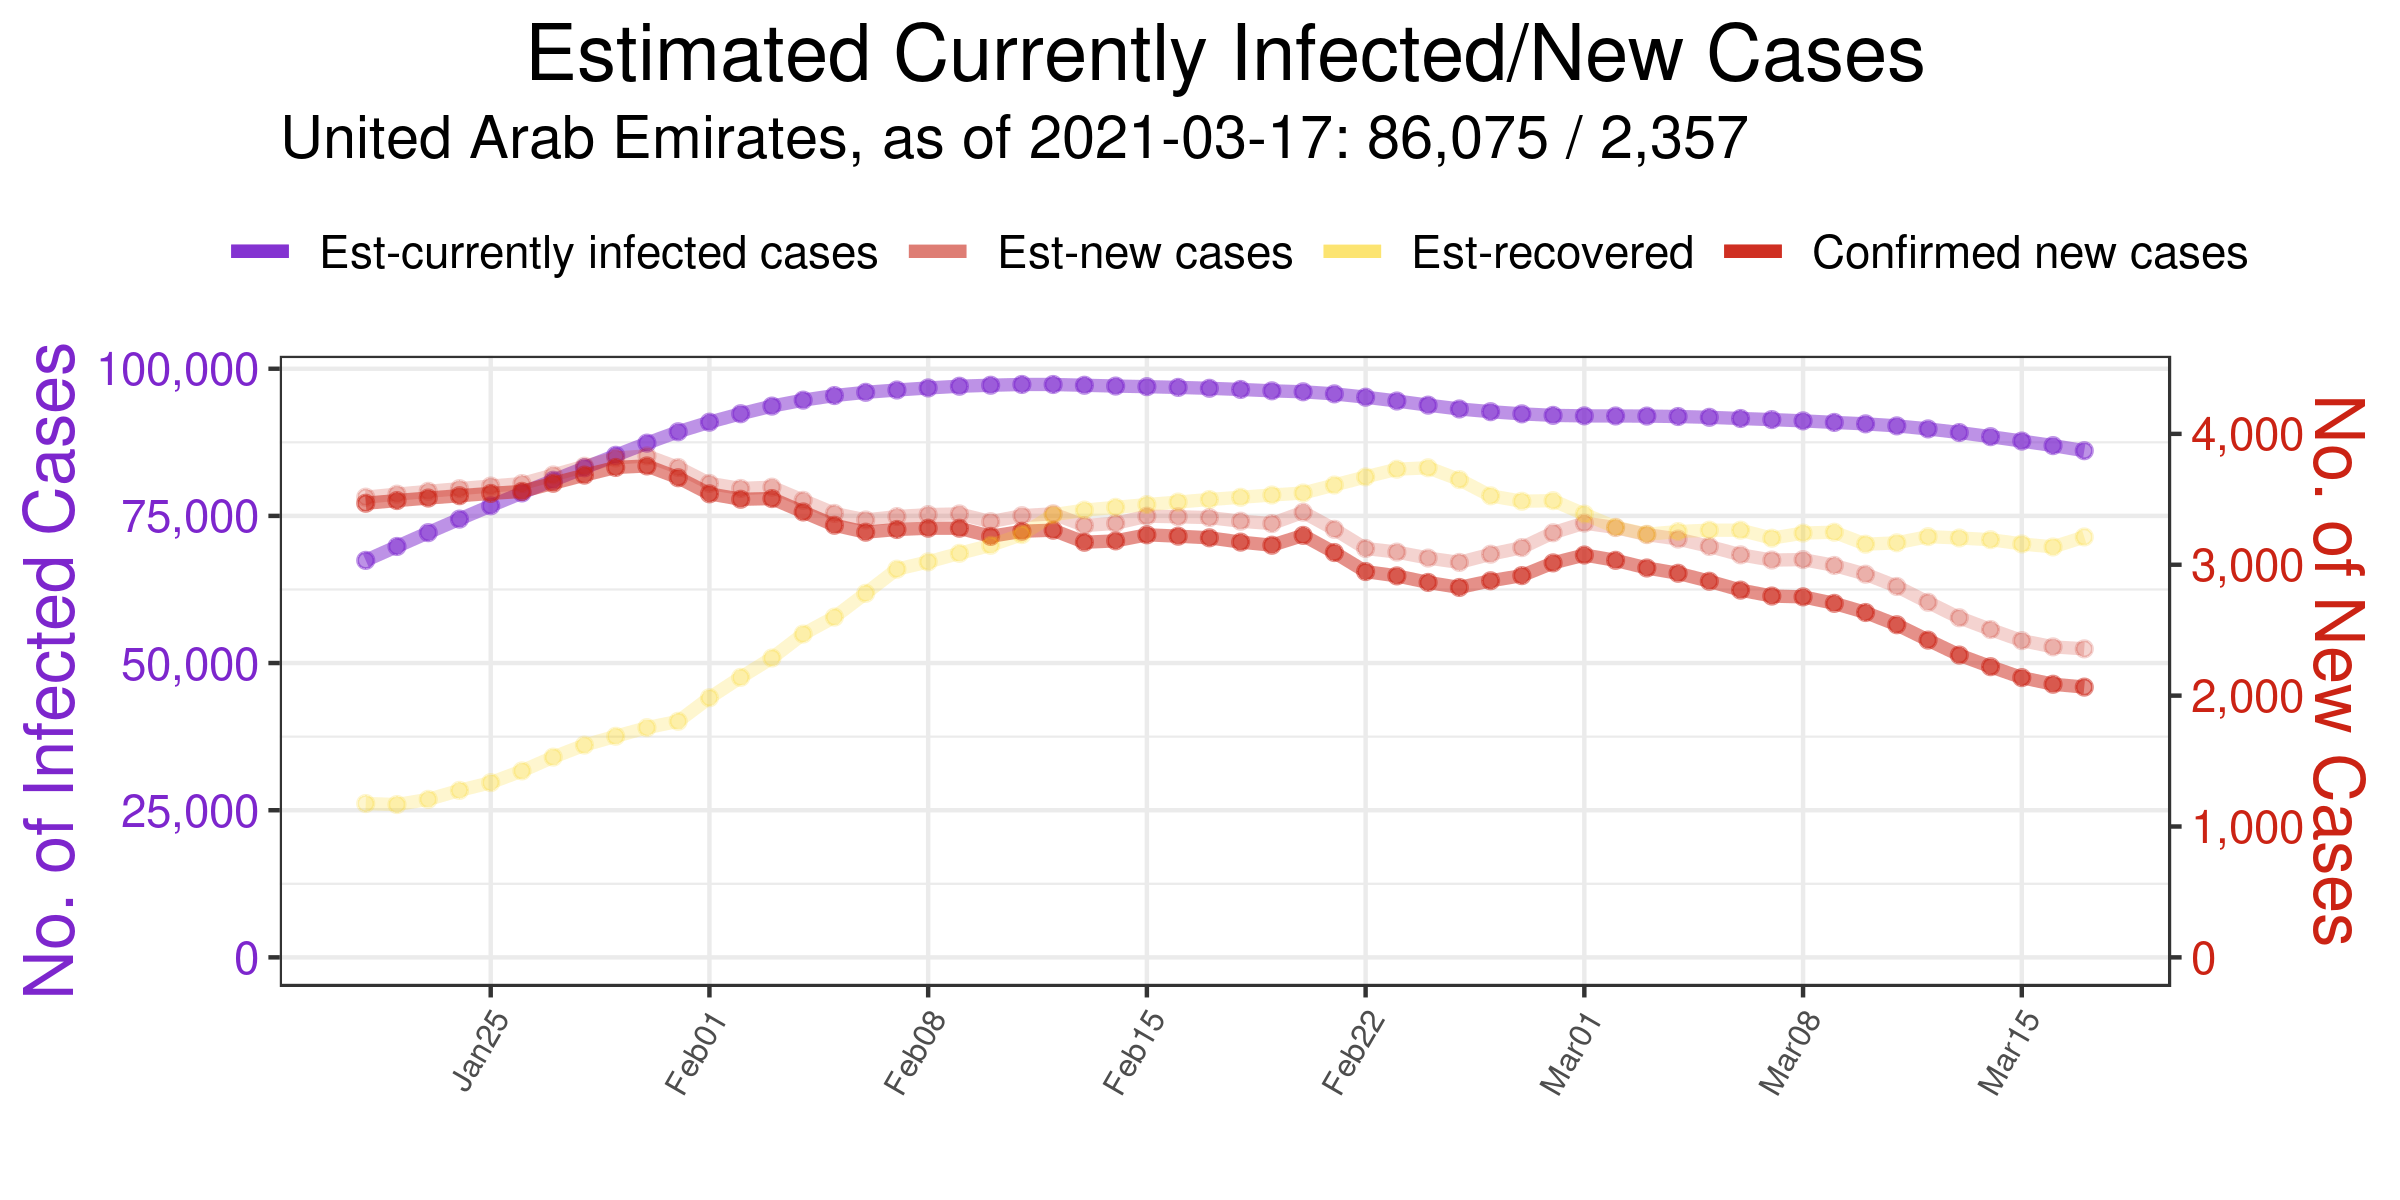 Estimated Currently Infected/New Cases
United Arab Emirates, as of 2021-03-17: 86,075 / 2,357
Est-currently infected cases Est-new cases Est-recovered Confirmed new cases
No. of Infected Cases
100,000
75,000
50,000
25,000
0
4,000
3,000
2,000
1,000
0
No. of New Cases
Jan25 Feb01 Feb08 Feb15 Feb22 Mar01 Mar08 Mar15